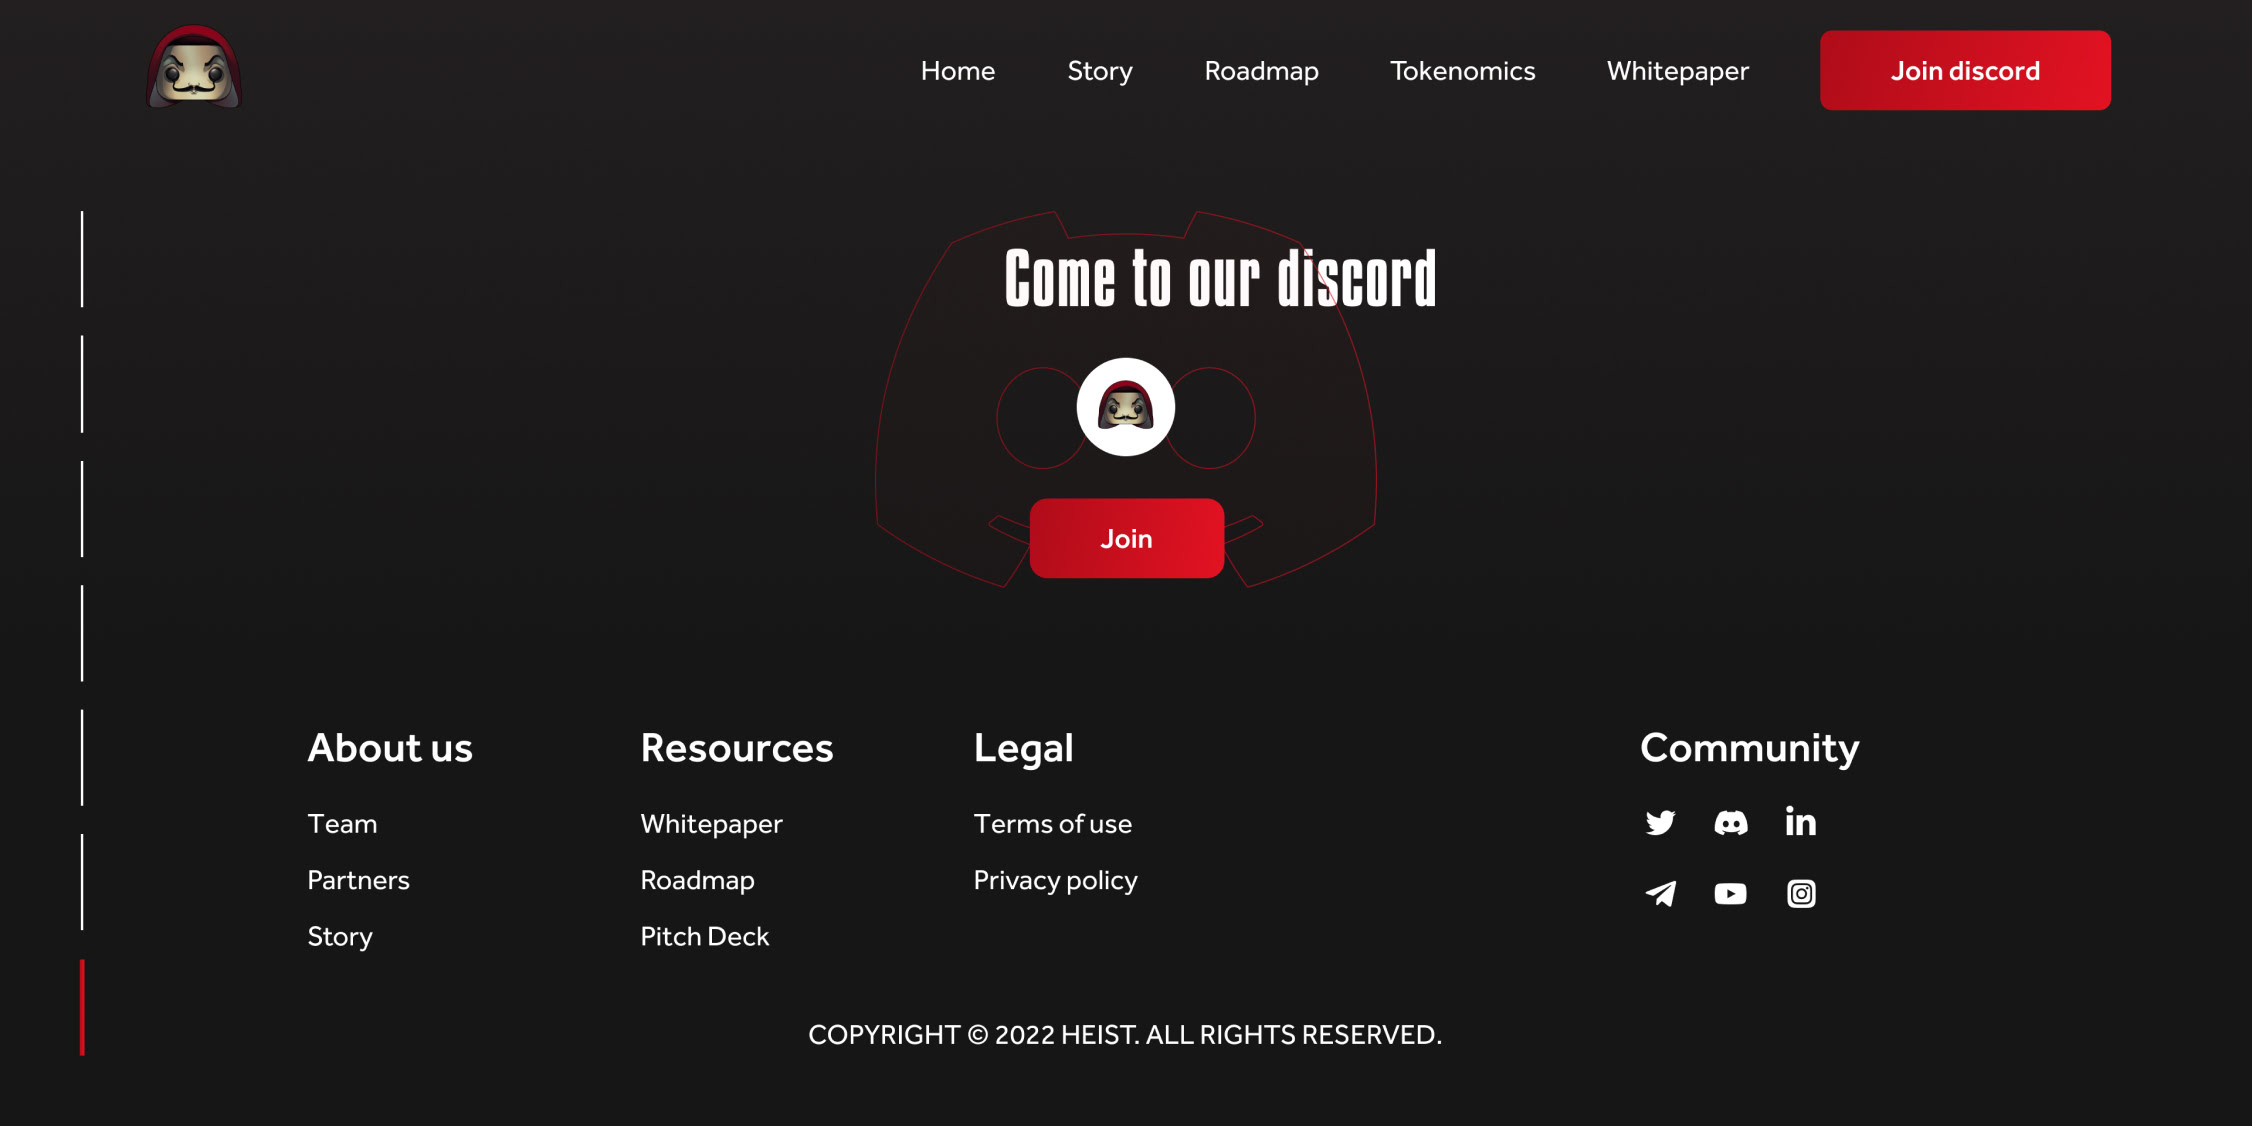 Home Story Roadmap Tokenomics Whitepaper Join discord
Come to our discord
Join
About us
Team
Partners
Story
Resources
Whitepaper
Roadmap
Pitch Deck
Legal
Terms of use
Privacy policy
Community
COPYRIGHT © 2022 HEIST. ALL RIGHTS RESERVED.